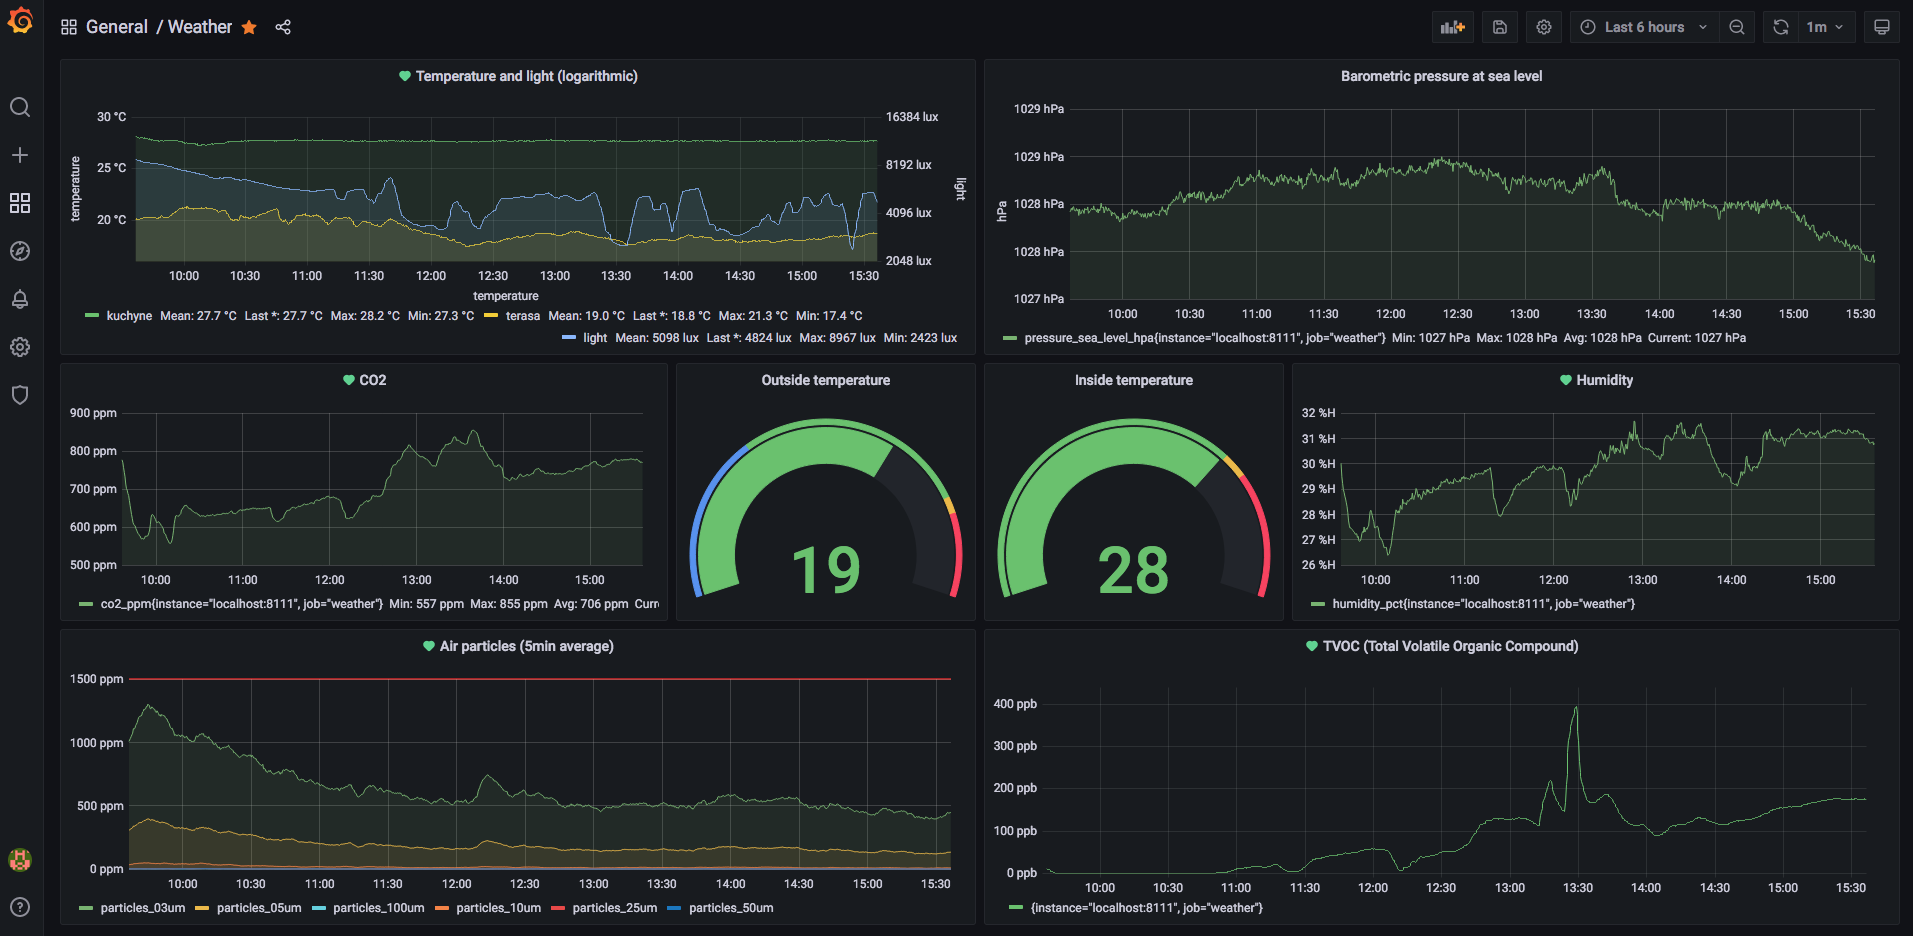 General / Weather
Last 6 hours
1m
Temperature and light (logarithmic)
30 °C
25 °C
20 °C
temperature
16384 lux
8192 lux
4096 lux
2048 lux
light
10:00 10:30 11:00 11:30 12:00 12:30 13:00 13:30 14:00 14:30 15:00 15:30
temperature
kuchyne Mean: 27.7 °C Last *: 27.7 °C Max: 28.2 °C Min: 27.3 °C terasa Mean: 19.0 °C Last *: 18.8 °C Max: 21.3 °C Min: 17.4 °C
light Mean: 5098 lux Last *: 4824 lux Max: 8967 lux Min: 2423 lux
Barometric pressure at sea level
1029 hPa
1029 hPa
1028 hPa
1028 hPa
1027 hPa
hPa
10:00 10:30 11:00 11:30 12:00 12:30 13:00 13:30 14:00 14:30 15:00 15:30
pressure_sea_level_hpa{instance="localhost:8111", job="weather"} Min: 1027 hPa Max: 1028 hPa Avg: 1028 hPa Current: 1027 hPa
CO2
900 ppm
800 ppm
700 ppm
600 ppm
500 ppm
10:00 11:00 12:00 13:00 14:00 15:00
co2_ppm{instance="localhost:8111", job="weather"} Min: 557 ppm Max: 855 ppm Avg: 706 ppm Curr
Outside temperature
19
Inside temperature
28
Humidity
32 %H
31 %H
30 %H
29 %H
28 %H
27 %H
26 %H
10:00 11:00 12:00 13:00 14:00 15:00
humidity_pct{instance="localhost:8111", job="weather"}
Air particles (5min average)
1500 ppm
1000 ppm
500 ppm
0 ppm
10:00 10:30 11:00 11:30 12:00 12:30 13:00 13:30 14:00 14:30 15:00 15:30
particles_03um particles_05um particles_100um particles_10um particles_25um particles_50um
TVOC (Total Volatile Organic Compound)
400 ppb
300 ppb
200 ppb
100 ppb
0 ppb
10:00 10:30 11:00 11:30 12:00 12:30 13:00 13:30 14:00 14:30 15:00 15:30
{instance="localhost:8111", job="weather"}